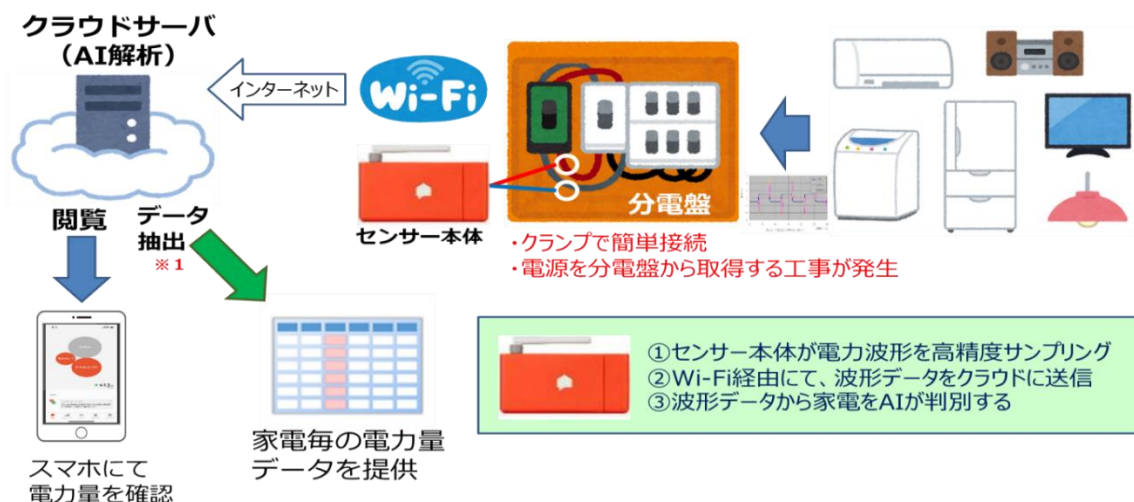 クラウドサーバ
（AI解析）
インターネット
Wi-Fi
分電盤
センサー本体
・クランプで簡単接続
・電源を分電盤から取得する工事が発生
閲覧
データ
抽出
※１
スマホにて
電力量を確認
家電毎の電力量
データを提供
①センサー本体が電力波形を高精度サンプリング
②Wi-Fi経由にて、波形データをクラウドに送信
③波形データから家電をAIが判別する